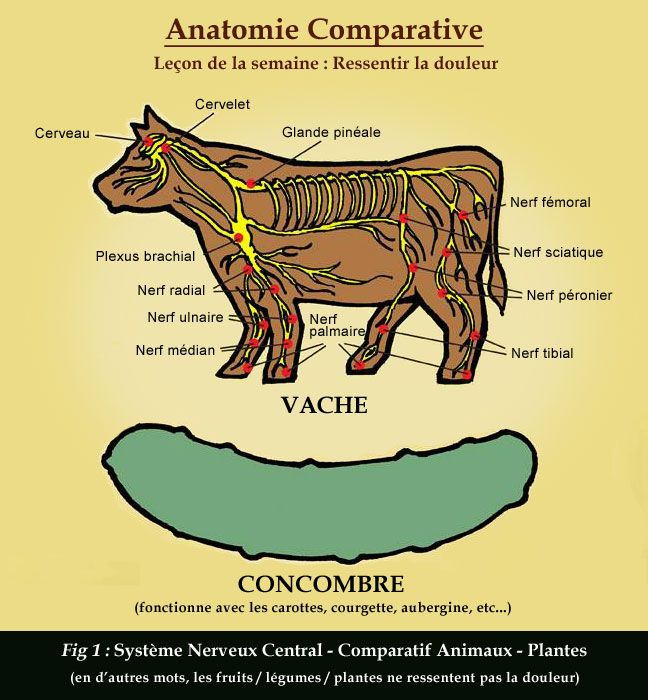 Anatomie Comparative
Leçon de la semaine : Ressentir la douleur
Cervelet
Cerveau
Glande pinéale
Nerf fémoral
Nerf sciatique
Plexus brachial
Nerf radial
Nerf péronier
Nerf ulnaire
Nerf
palmaire
Nerf médian
Nerf tibial
VACHE
CONCOMBRE
(fonctionne avec les carottes, courgette, aubergine, etc...)
Fig 1 : Système Nerveux Central - Comparatif Animaux - Plantes
(en d'autres mots, les fruits / légumes / plantes ne ressentent pas la douleur)